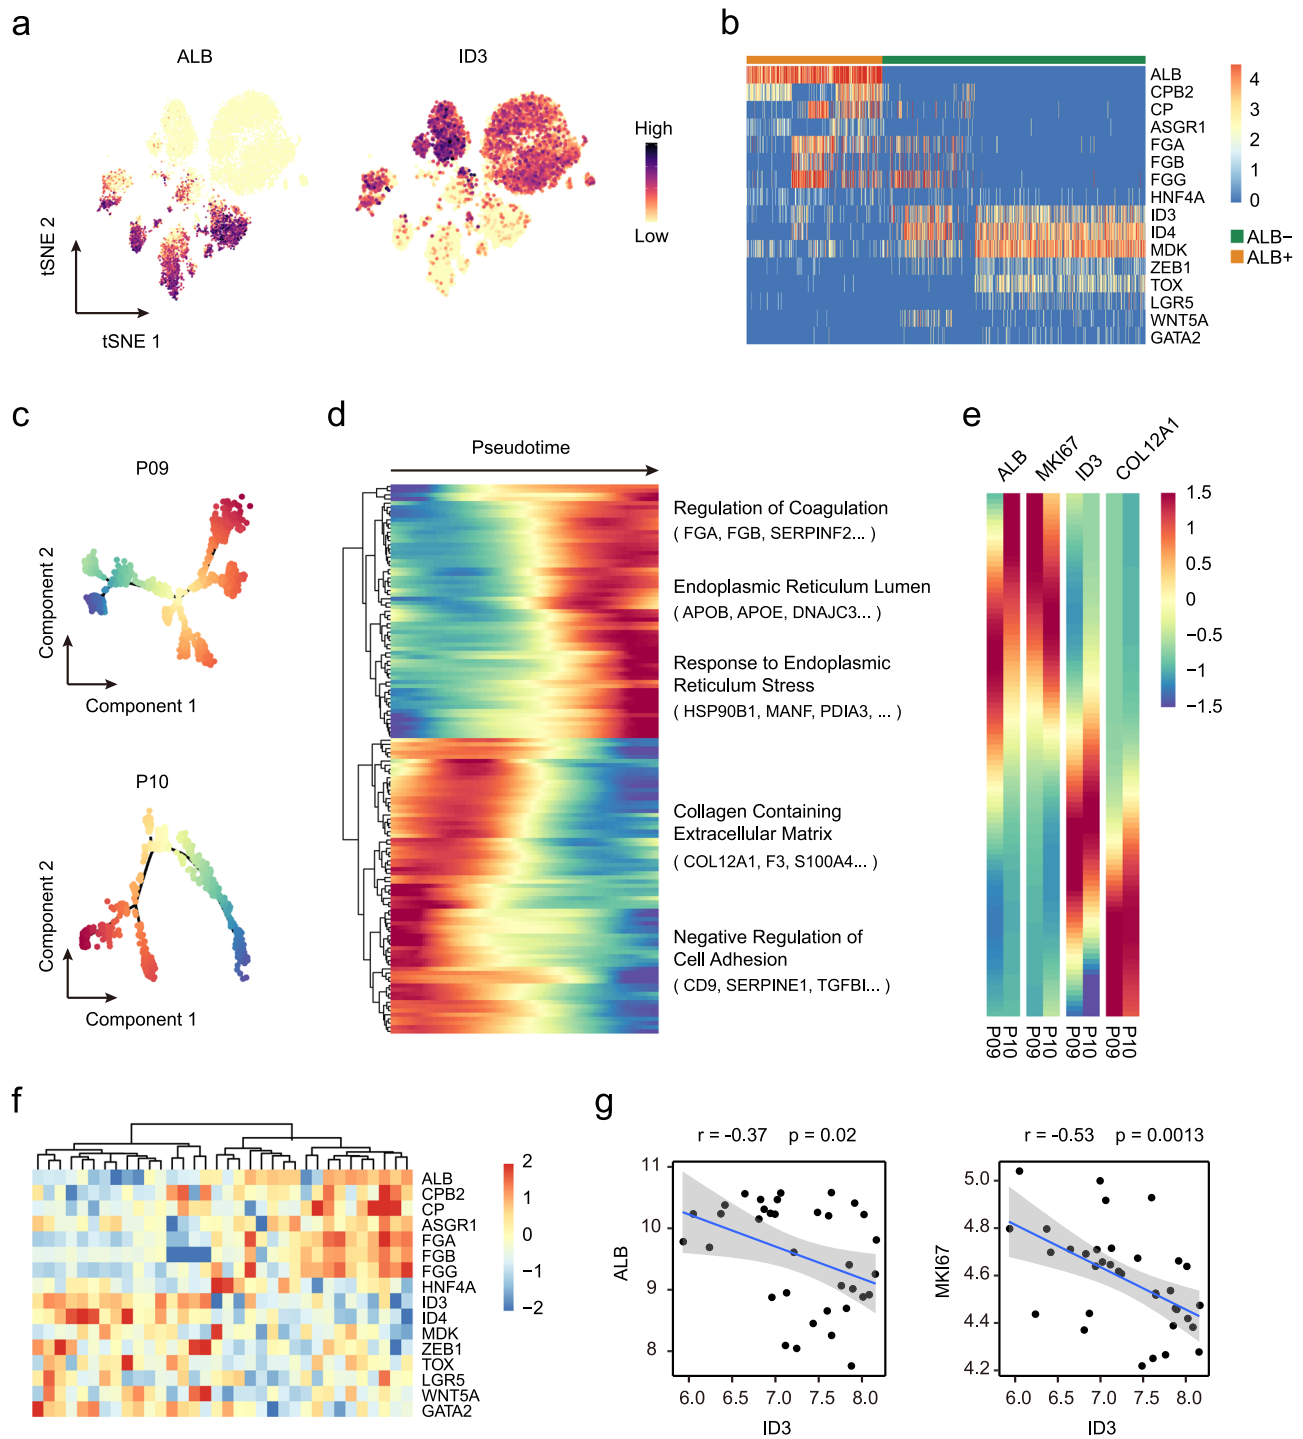 a
ALB
ID3
High
Low
tSNE 2
tSNE 1
b
ALB
CPB2
CP
ASGR1
FGA
FGB
FGG
HNF4A
ID3
ID4
MDK
ZEB1
TOX
LGR5
WNT5A
GATA2
4
3
2
1
0
ALB−
ALB+
c
P09
Component 2
Component 1
P10
Component 2
Component 1
d
Pseudotime
Regulation of Coagulation
( FGA, FGB, SERPINF2... )
Endoplasmic Reticulum Lumen
( APOB, APOE, DNAJC3... )
Response to Endoplasmic
Reticulum Stress
( HSP90B1, MANF, PDIA3, ... )
Collagen Containing
Extracellular Matrix
( COL12A1, F3, S100A4... )
Negative Regulation of
Cell Adhesion
( CD9, SERPINE1, TGFBI... )
e
ALB
MKI67
ID3
COL12A1
1.5
1
0.5
0
−0.5
−1
−1.5
P09
P10
P09
P10
P09
P10
P09
P10
f
ALB
CPB2
CP
ASGR1
FGA
FGB
FGG
HNF4A
ID3
ID4
MDK
ZEB1
TOX
LGR5
WNT5A
GATA2
2
1
0
−1
−2
g
r = -0.37 p = 0.02
ALB
11
10
9
8
6.0 6.5 7.0 7.5 8.0
ID3
r = -0.53 p = 0.0013
MKI67
5.0
4.8
4.6
4.4
4.2
6.0 6.5 7.0 7.5 8.0
ID3